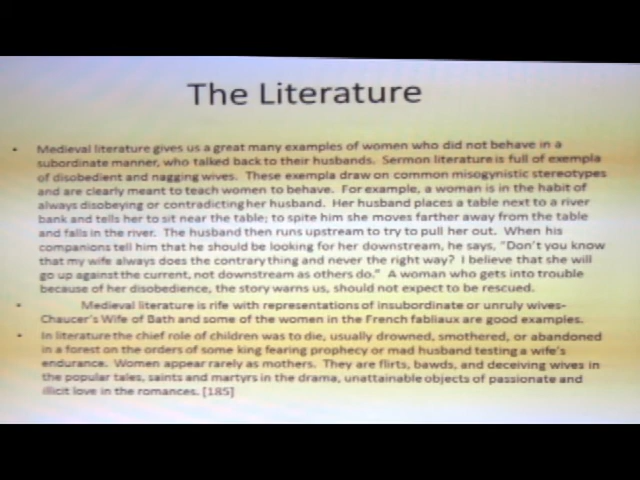 The Literature
• Medieval literature gives us a great many examples of women who did not behave in a
subordinate manner, who talked back to their husbands. Sermon literature is full of exempla
of disobedient and nagging wives. These exempla draw on common misogynistic stereotypes
and are clearly meant to teach women to behave. For example, a woman is in the habit of
always disobeying or contradicting her husband. Her husband places a table next to a river
bank and tells her to sit near the table; to spite him she moves farther away from the table
and falls in the river. The husband then runs upstream to try to pull her out. When his
companions tell him that he should be looking for her downstream, he says, "Don't you know
that my wife always does the contrary thing and never the right way? I believe that she will
go up against the current, not downstream as others do." A woman who gets into trouble
because of her disobedience, the story warns us, should not expect to be rescued.
• Medieval literature is rife with representations of insubordinate or unruly wives-
Chaucer's Wife of Bath and some of the women in the French fabliaux are good examples.
• In literature the chief role of children was to die, usually drowned, smothered, or abandoned
in a forest on the orders of some king fearing prophecy or mad husband testing a wife's
endurance. Women appear rarely as mothers. They are flirts, bawds, and deceiving wives in
the popular tales, saints and martyrs in the drama, unattainable objects of passionate and
illicit love in the romances. [185]